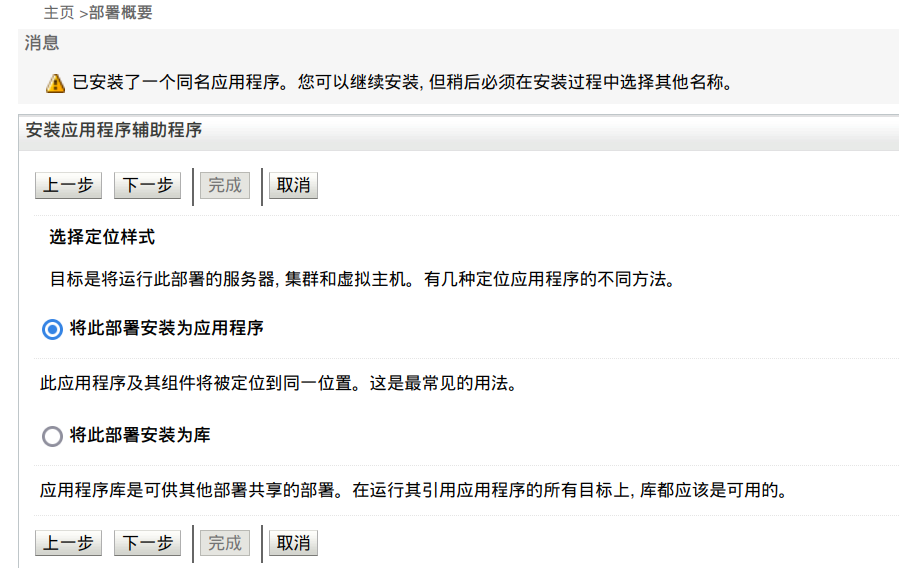 主页 >部署概要
消息
已安装了一个同名应用程序。您可以继续安装, 但稍后必须在安装过程中选择其他名称。
安装应用程序辅助程序
上一步 下一步 完成 取消
选择定位样式
目标是将运行此部署的服务器, 集群和虚拟主机。有几种定位应用程序的不同方法。
将此部署安装为应用程序
此应用程序及其组件将被定位到同一位置。这是最常见的用法。
将此部署安装为库
应用程序库是可供其他部署共享的部署。在运行其引用应用程序的所有目标上, 库都应该是可用的。
上一步 下一步 完成 取消